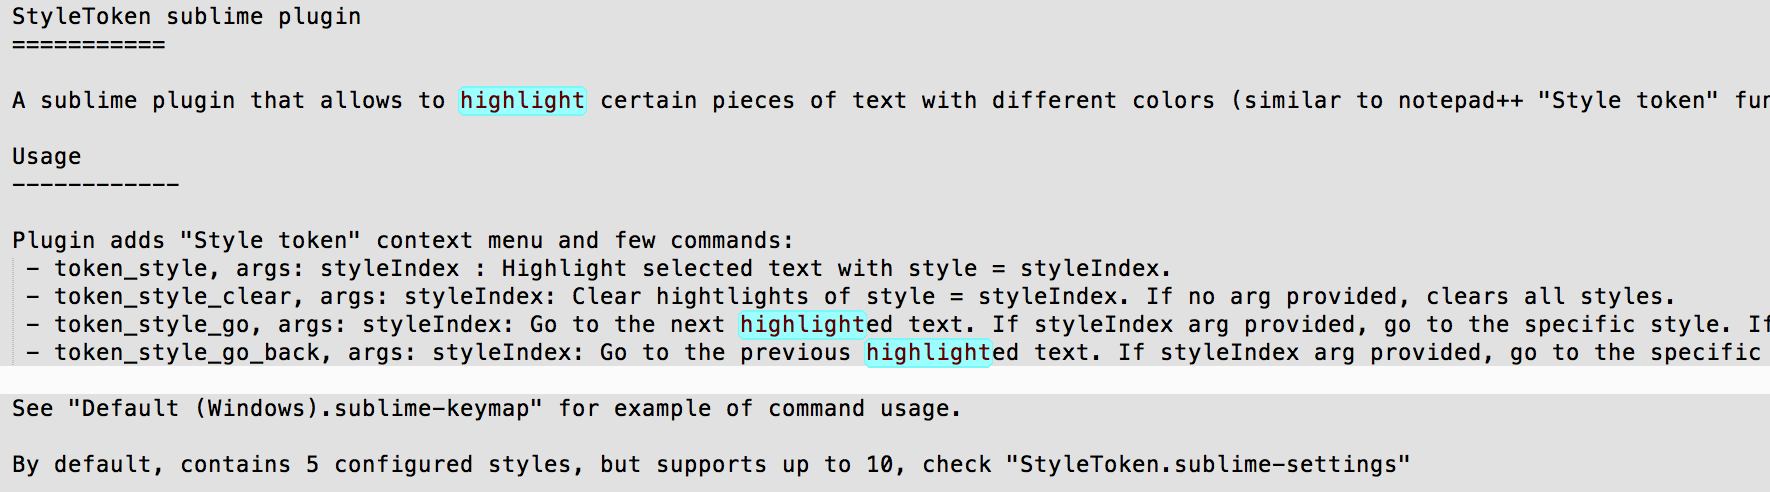 StyleToken sublime plugin
===========
A sublime plugin that allows to highlight certain pieces of text with different colors (similar to notepad++ "Style token" fun
Usage
------------
Plugin adds "Style token" context menu and few commands:
- token_style, args: styleIndex : Highlight selected text with style = styleIndex.
- token_style_clear, args: styleIndex: Clear hightlights of style = styleIndex. If no arg provided, clears all styles.
- token_style_go, args: styleIndex: Go to the next highlighted text. If styleIndex arg provided, go to the specific style. If
- token_style_go_back, args: styleIndex: Go to the previous highlighted text. If styleIndex arg provided, go to the specific
See "Default (Windows).sublime-keymap" for example of command usage.
By default, contains 5 configured styles, but supports up to 10, check "StyleToken.sublime-settings"